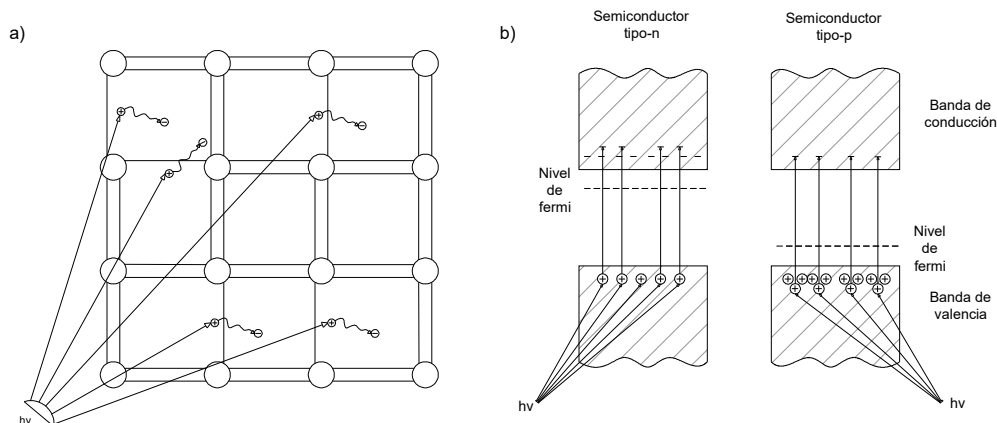 a)
hv
b)
Semiconductor
tipo-n
Semiconductor
tipo-p
Banda de
conducción
Nivel
de
fermi
Nivel
de
fermi
Banda de
valencia
hv
hv